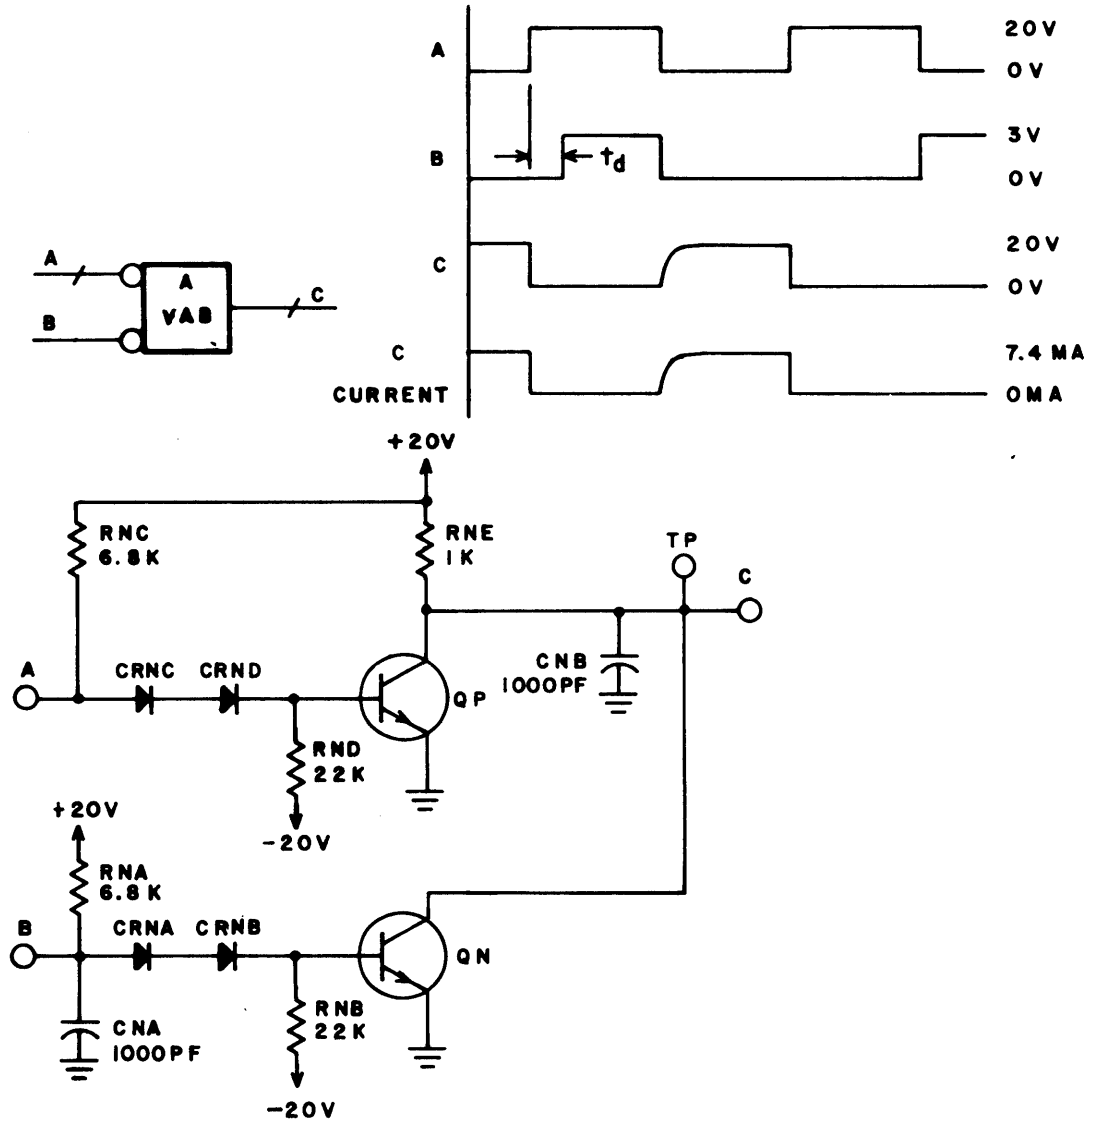 A
20V
0V
B
td
3V
0V
C
20V
0V
C
CURRENT
7.4 MA
0MA
A
B
A
VAB
C
+20V
RNC
6.8K
RNE
1K
TP
C
A
CRNC
CRND
QP
CNB
1000PF
RND
22K
-20V
+20V
RNA
6.8K
B
CRNA
CRNB
QN
CNA
1000PF
RNB
22K
-20V